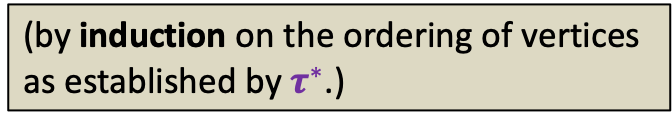 (by induction on the ordering of vertices
as established by τ*.)